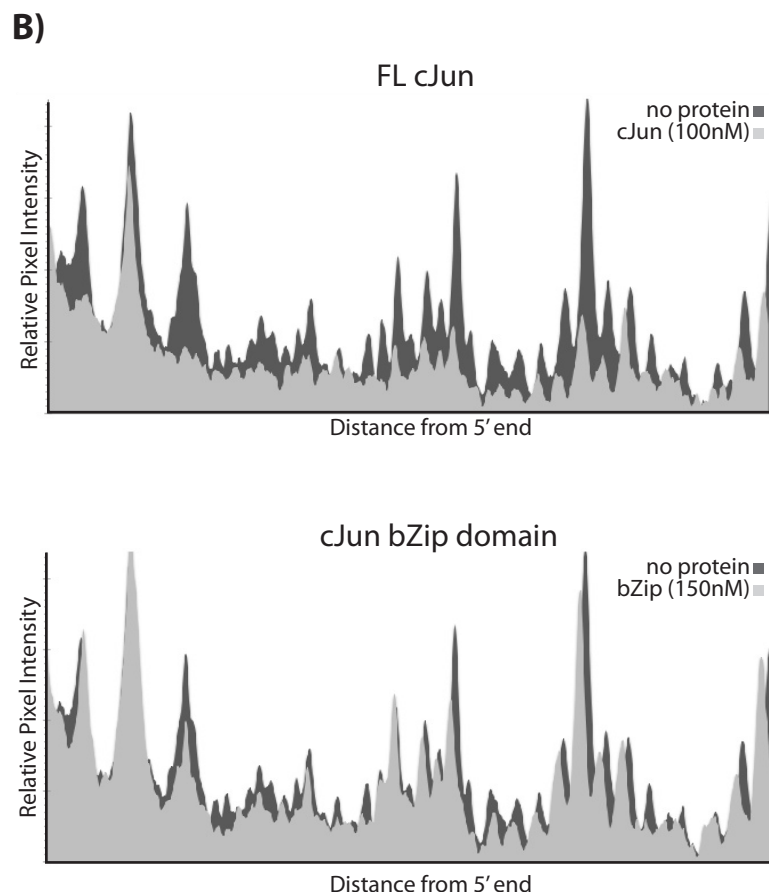 B)
FL cJun
no protein
cJun (100nM)
Relative Pixel Intensity
Distance from 5' end
cJun bZip domain
no protein
bZip (150nM)
Relative Pixel Intensity
Distance from 5' end